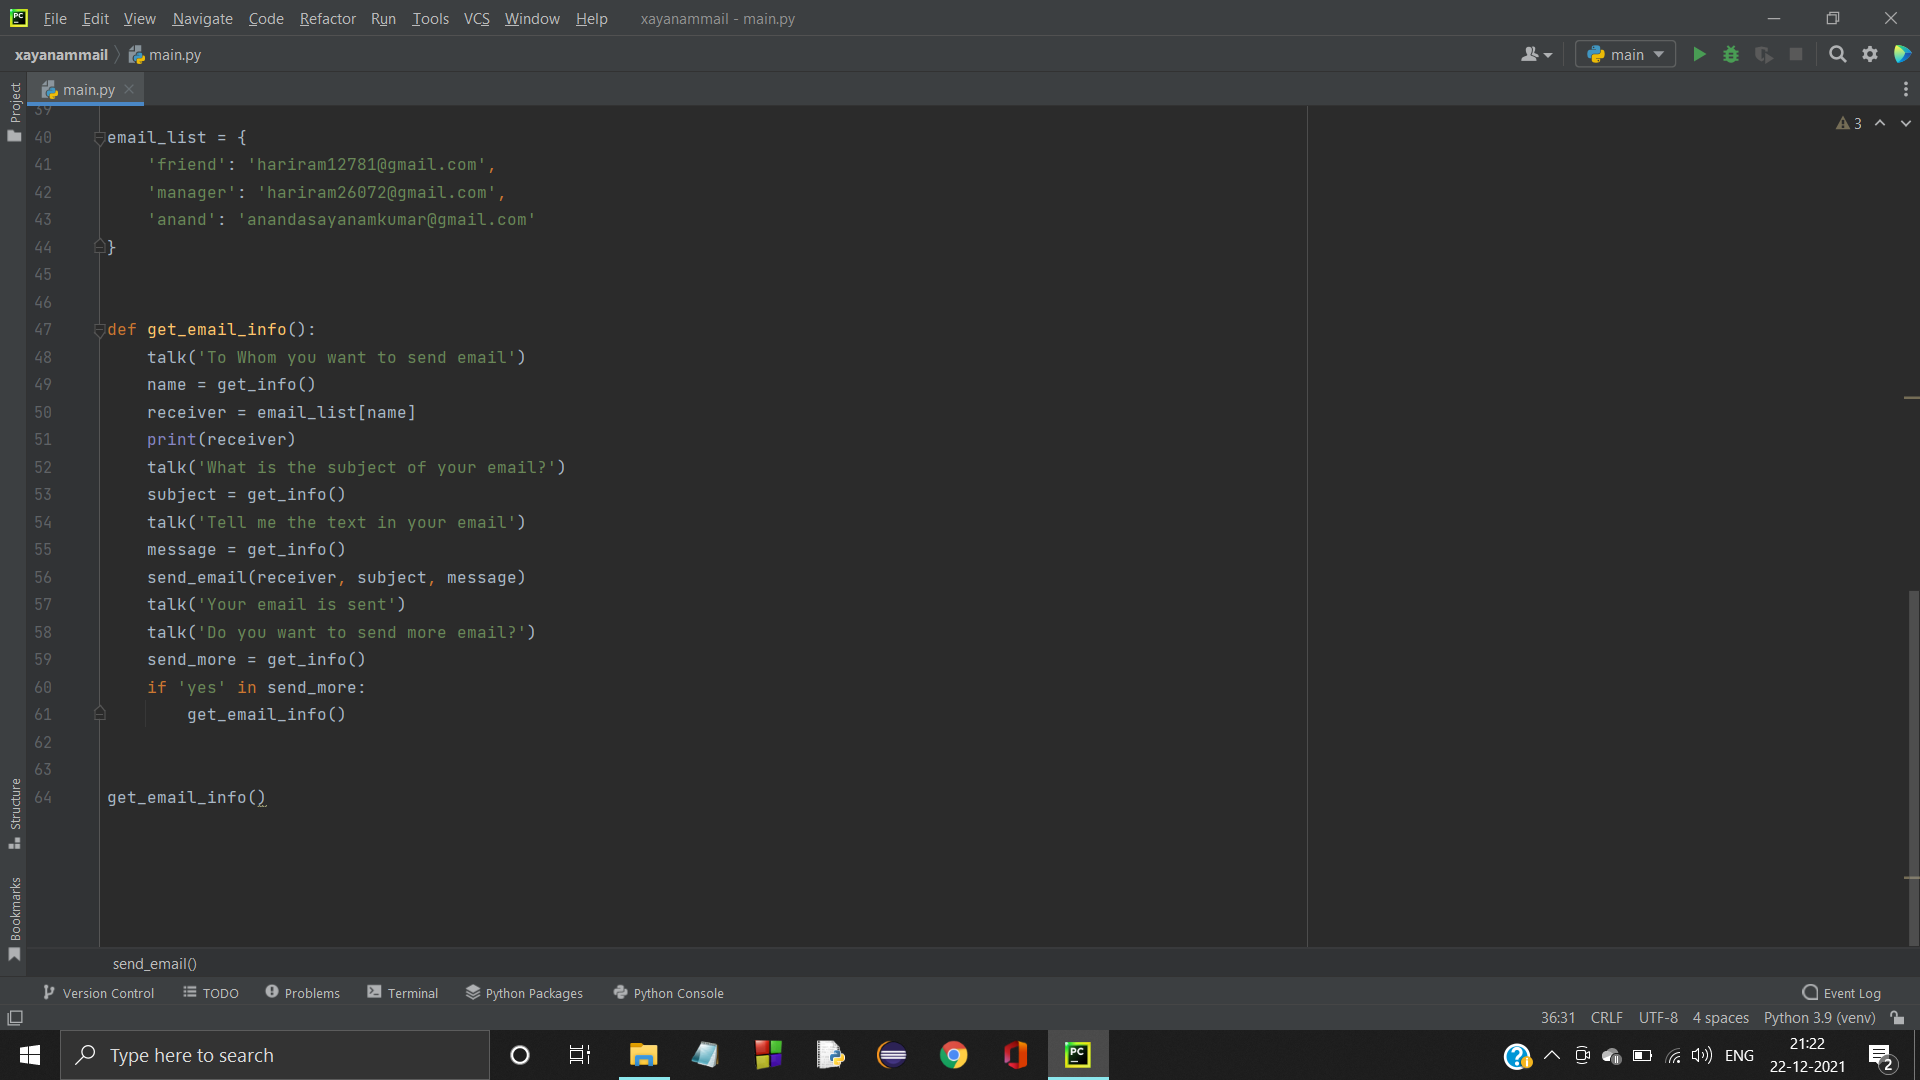 File Edit View Navigate Code Refactor Run Tools VCS Window Help xayanammail - main.py
xayanammail main.py main
Project
main.py
39
40 email_list = {
3
41 'friend': 'hariram12781@gmail.com',
42 'manager': 'hariram26072@gmail.com',
43 'anand': 'anandasayanamkumar@gmail.com'
44 }
45
46
47 def get_email_info():
48 talk('To Whom you want to send email')
49 name = get_info()
50 receiver = email_list[name]
51 print(receiver)
52 talk('What is the subject of your email?')
53 subject = get_info()
54 talk('Tell me the text in your email')
55 message = get_info()
56 send_email(receiver, subject, message)
57 talk('Your email is sent')
58 talk('Do you want to send more email?')
59 send_more = get_info()
60 if 'yes' in send_more:
61 get_email_info()
62
63
64 get_email_info()
Structure
Bookmarks
send_email()
Version Control TODO Problems Terminal Python Packages Python Console Event Log
36:31 CRLF UTF-8 4 spaces Python 3.9 (venv)
Type here to search
PC
ENG
21:22
22-12-2021
2